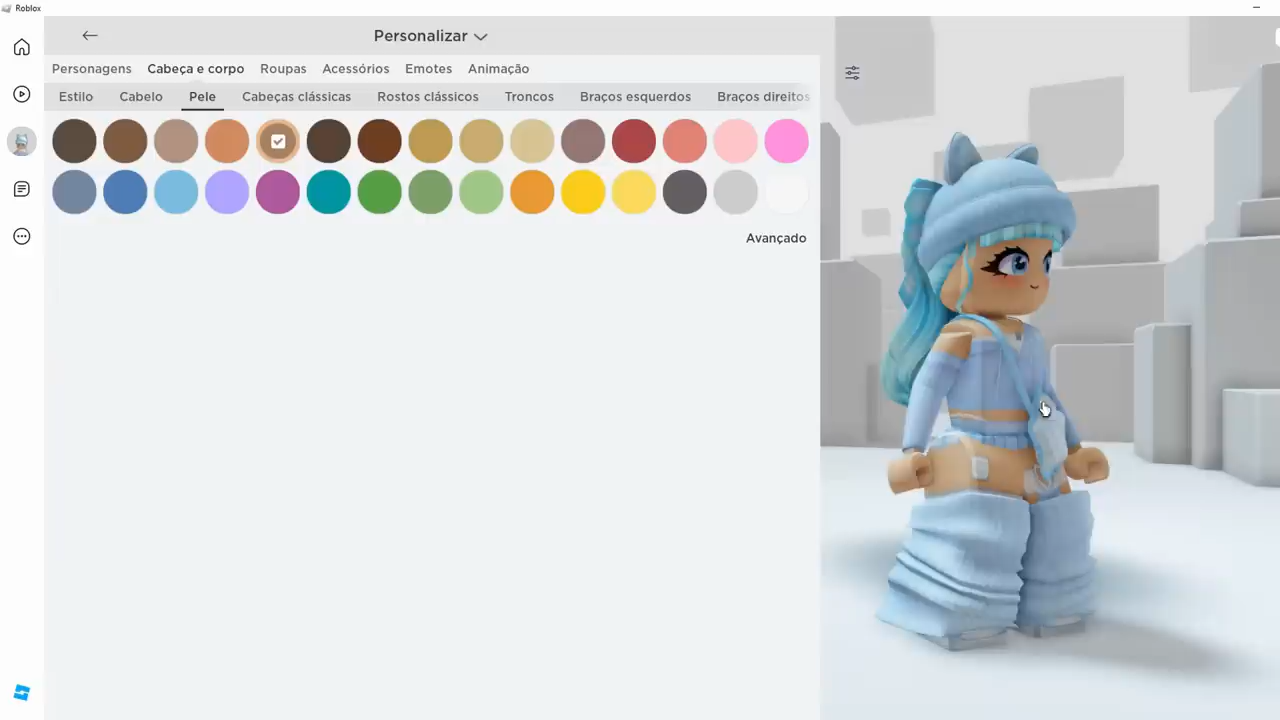 Roblox
Personalizar
Personagens Cabeça e corpo Roupas Acessórios Emotes Animação
Estilo Cabelo Pele Cabeças clássicas Rostos clássicos Troncos Braços esquerdos Braços direitos
Avançado